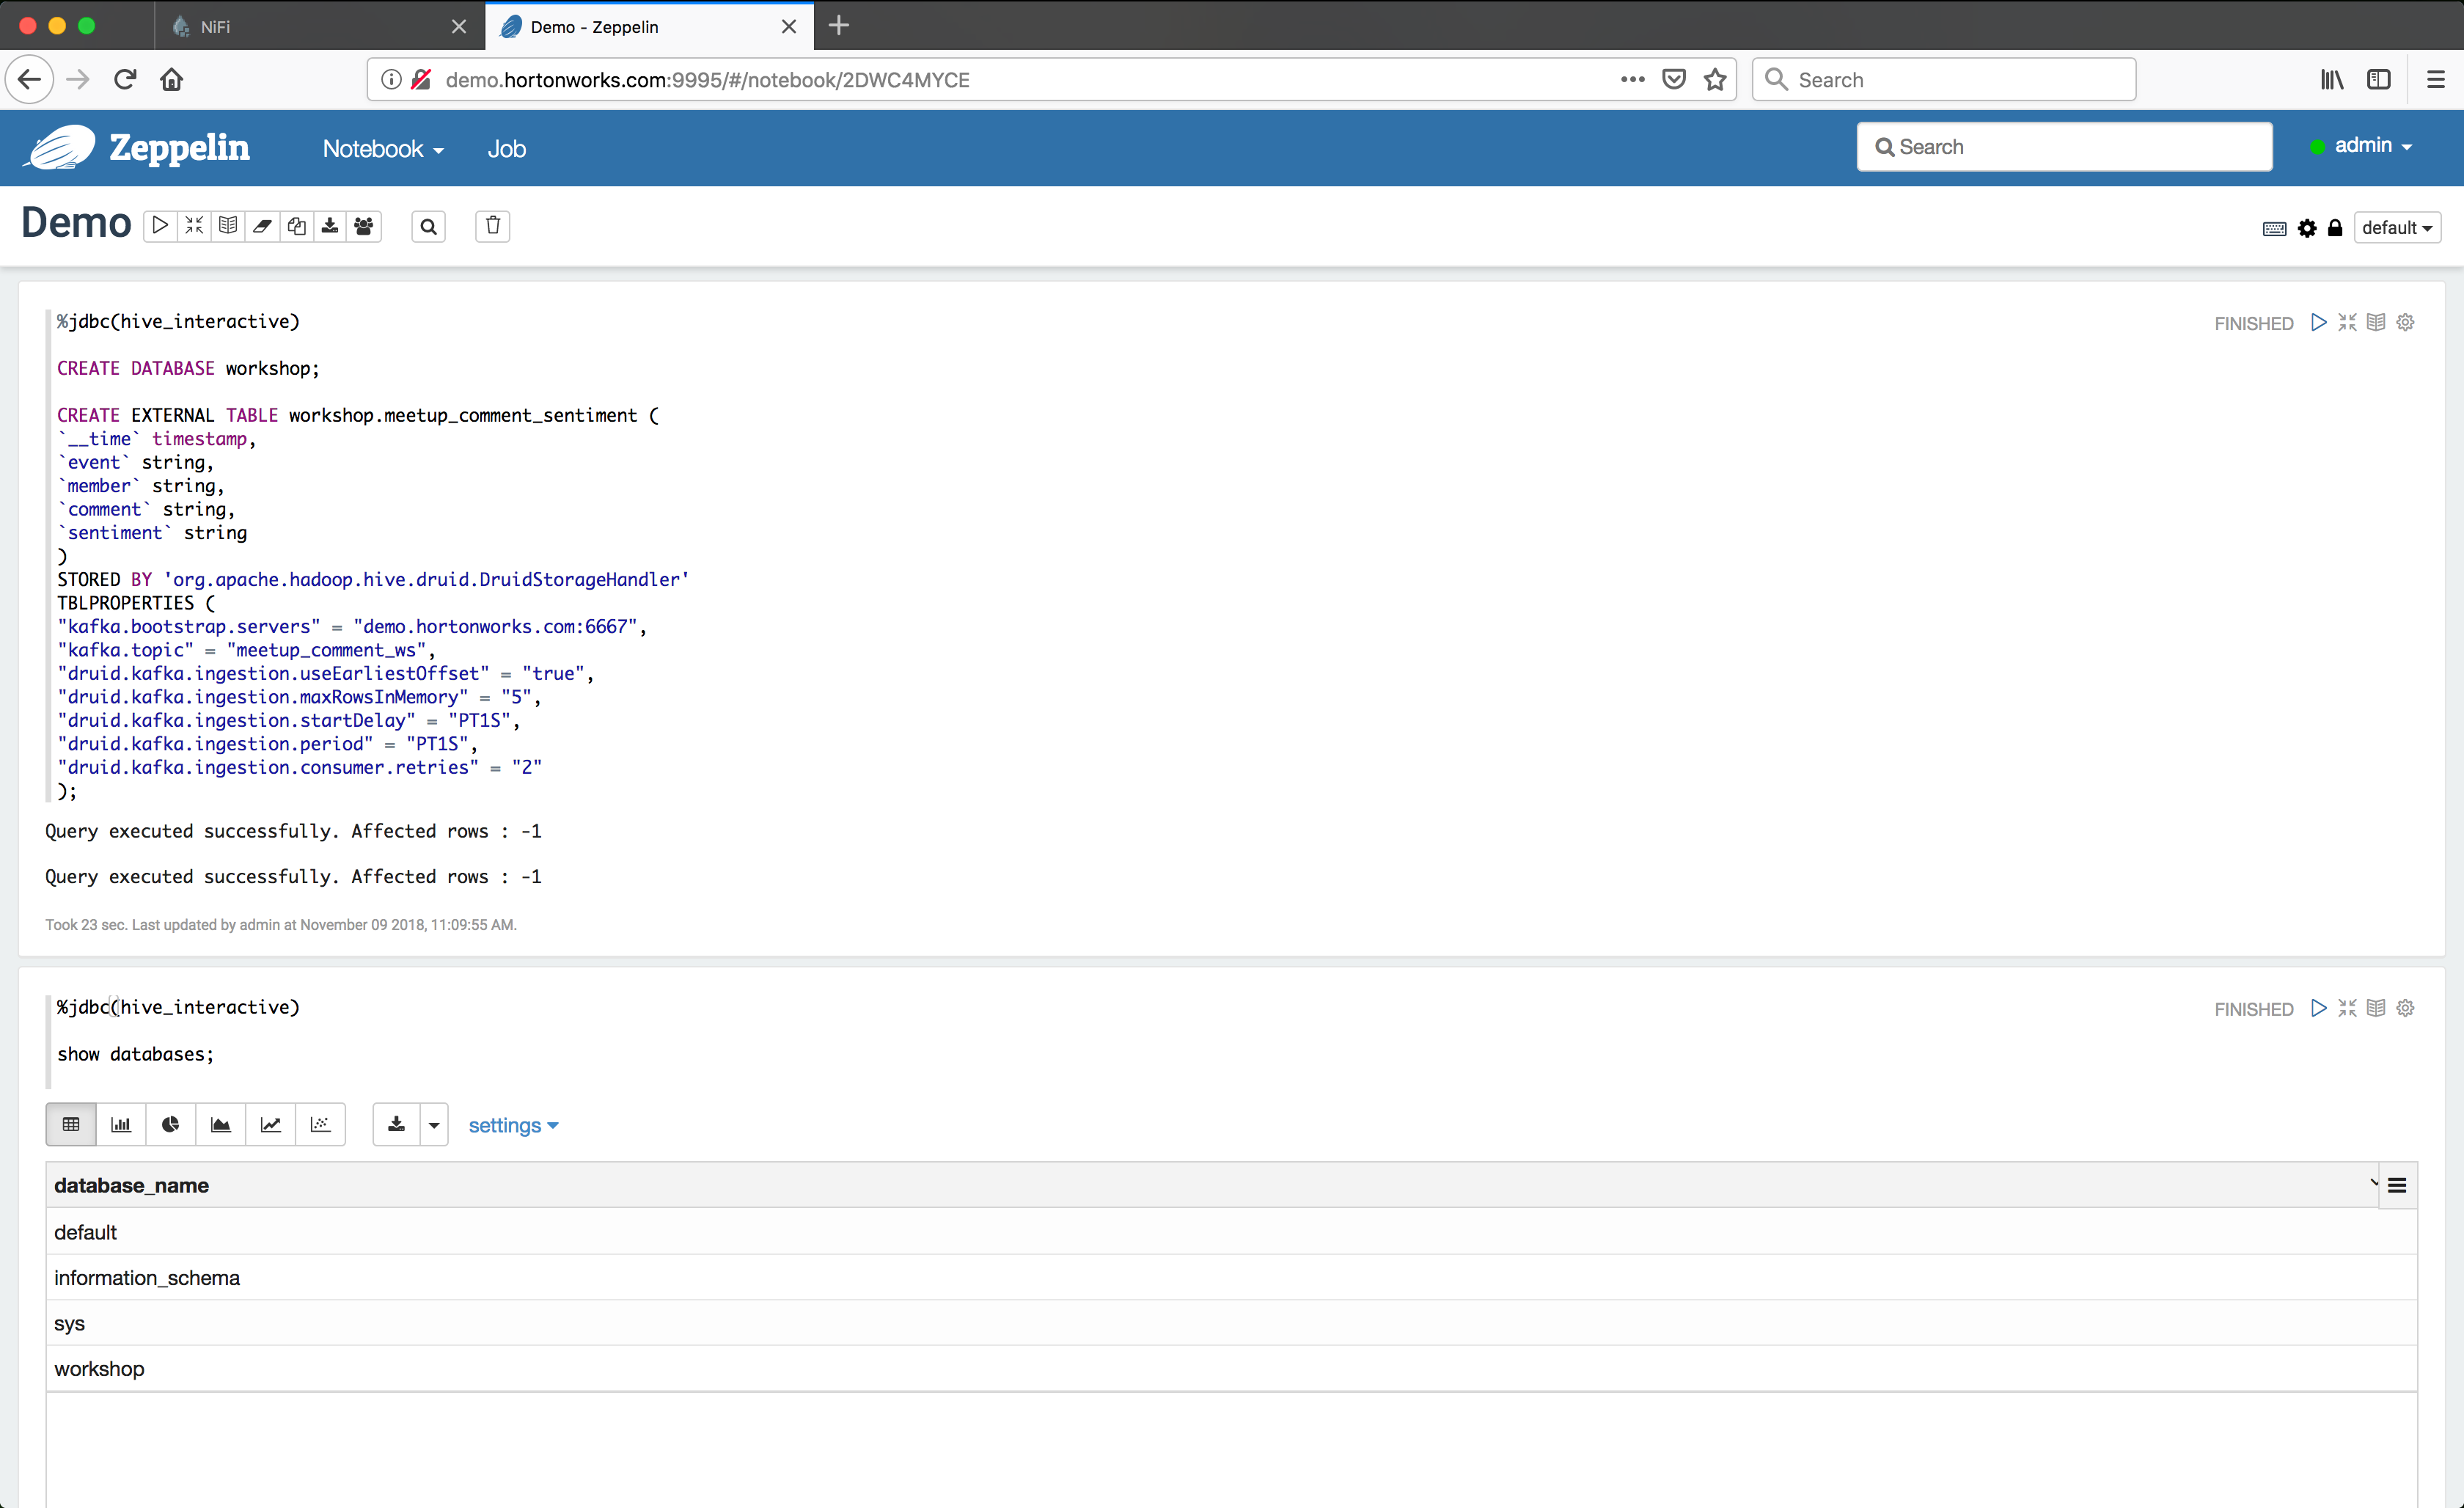 NiFi
Demo - Zeppelin
demo.hortonworks.com:9995/#/notebook/2DWC4MYCE
Search
Zeppelin
Notebook
Job
Search
admin
Demo
default
%jdbc(hive_interactive)
FINISHED
CREATE DATABASE workshop;
CREATE EXTERNAL TABLE workshop.meetup_comment_sentiment (
`__time` timestamp,
`event` string,
`member` string,
`comment` string,
`sentiment` string
)
STORED BY 'org.apache.hadoop.hive.druid.DruidStorageHandler'
TBLPROPERTIES (
"kafka.bootstrap.servers" = "demo.hortonworks.com:6667",
"kafka.topic" = "meetup_comment_ws",
"druid.kafka.ingestion.useEarliestOffset" = "true",
"druid.kafka.ingestion.maxRowsInMemory" = "5",
"druid.kafka.ingestion.startDelay" = "PT1S",
"druid.kafka.ingestion.period" = "PT1S",
"druid.kafka.ingestion.consumer.retries" = "2"
);
Query executed successfully. Affected rows : -1
Query executed successfully. Affected rows : -1
Took 23 sec. Last updated by admin at November 09 2018, 11:09:55 AM.
%jdbc(hive_interactive)
FINISHED
show databases;
settings
database_name
default
information_schema
sys
workshop